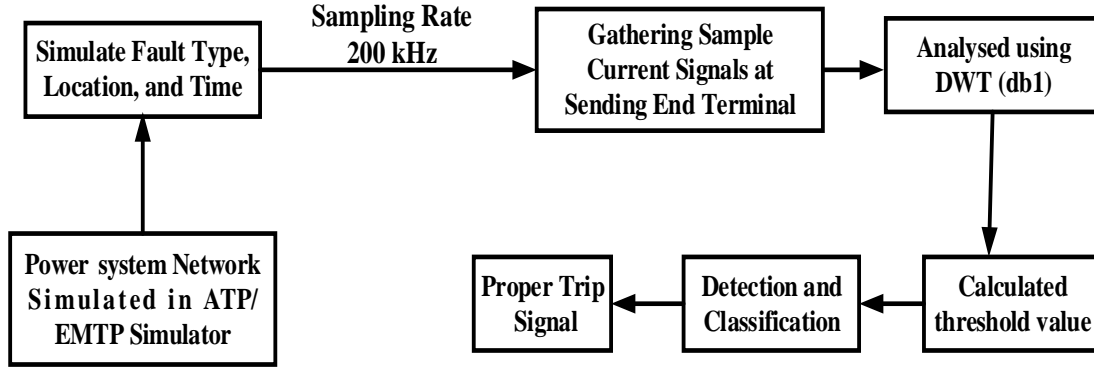 Simulate Fault Type,
Location, and Time
Sampling Rate
200 kHz
Gathering Sample
Current Signals at
Sending End Terminal
Analysed using
DWT (db1)
Power system Network
Simulated in ATP/
EMTP Simulator
Proper Trip
Signal
Detection and
Classification
Calculated
threshold value